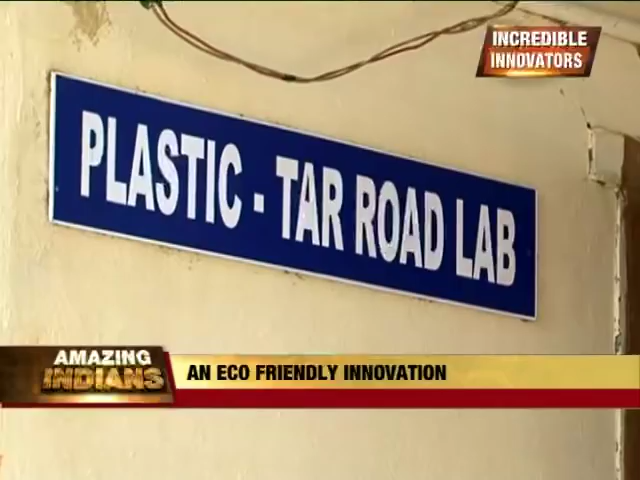 INCREDIBLE
INNOVATORS
PLASTIC - TAR ROAD LAB
AMAZING
INDIANS
AN ECO FRIENDLY INNOVATION